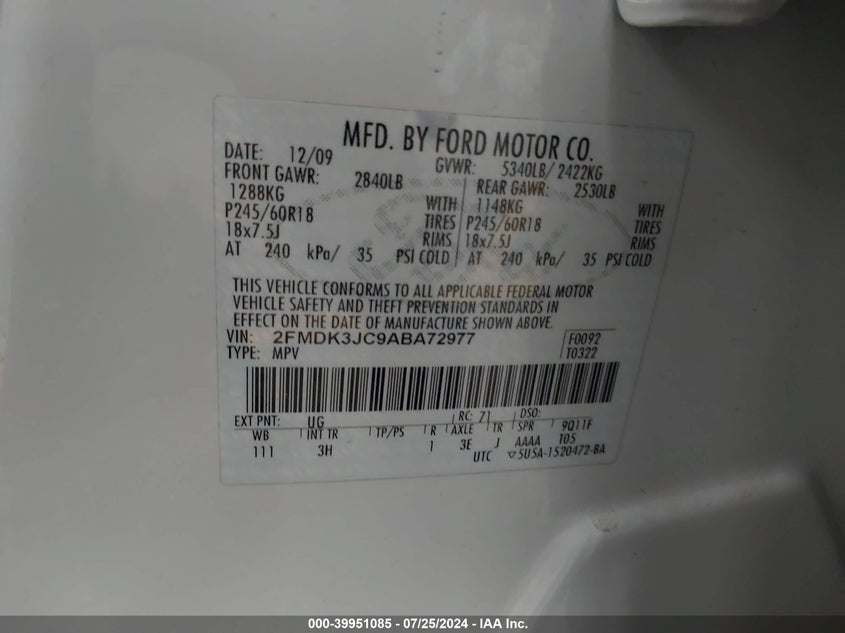 MFD. BY FORD MOTOR CO.
DATE: 12/09 GVWR: 5340LB/ 2422KG
FRONT GAWR: 2840LB REAR GAWR: 2530LB
1288KG WITH 1148KG WITH
P245/60R18 TIRES P245/60R18 TIRES
18x7.5J RIMS 18x7.5J RIMS
AT 240 kPa/ 35 PSI COLD AT 240 kPa/ 35 PSI COLD
THIS VEHICLE CONFORMS TO ALL APPLICABLE FEDERAL MOTOR
VEHICLE SAFETY AND THEFT PREVENTION STANDARDS IN
EFFECT ON THE DATE OF MANUFACTURE SHOWN ABOVE.
VIN: 2FMDK3JC9ABA72977 F0092
TYPE: MPV T0322
EXT PNT: UG RC: 71 DSO:
WB INT TR TP/PS R AXLE TR SPR 9Q11F
111 3H 1 3E J AAAA T05
UTC ▽5U5A-1520472-BA
000-39951085 - 07/25/2024 - IAA Inc.